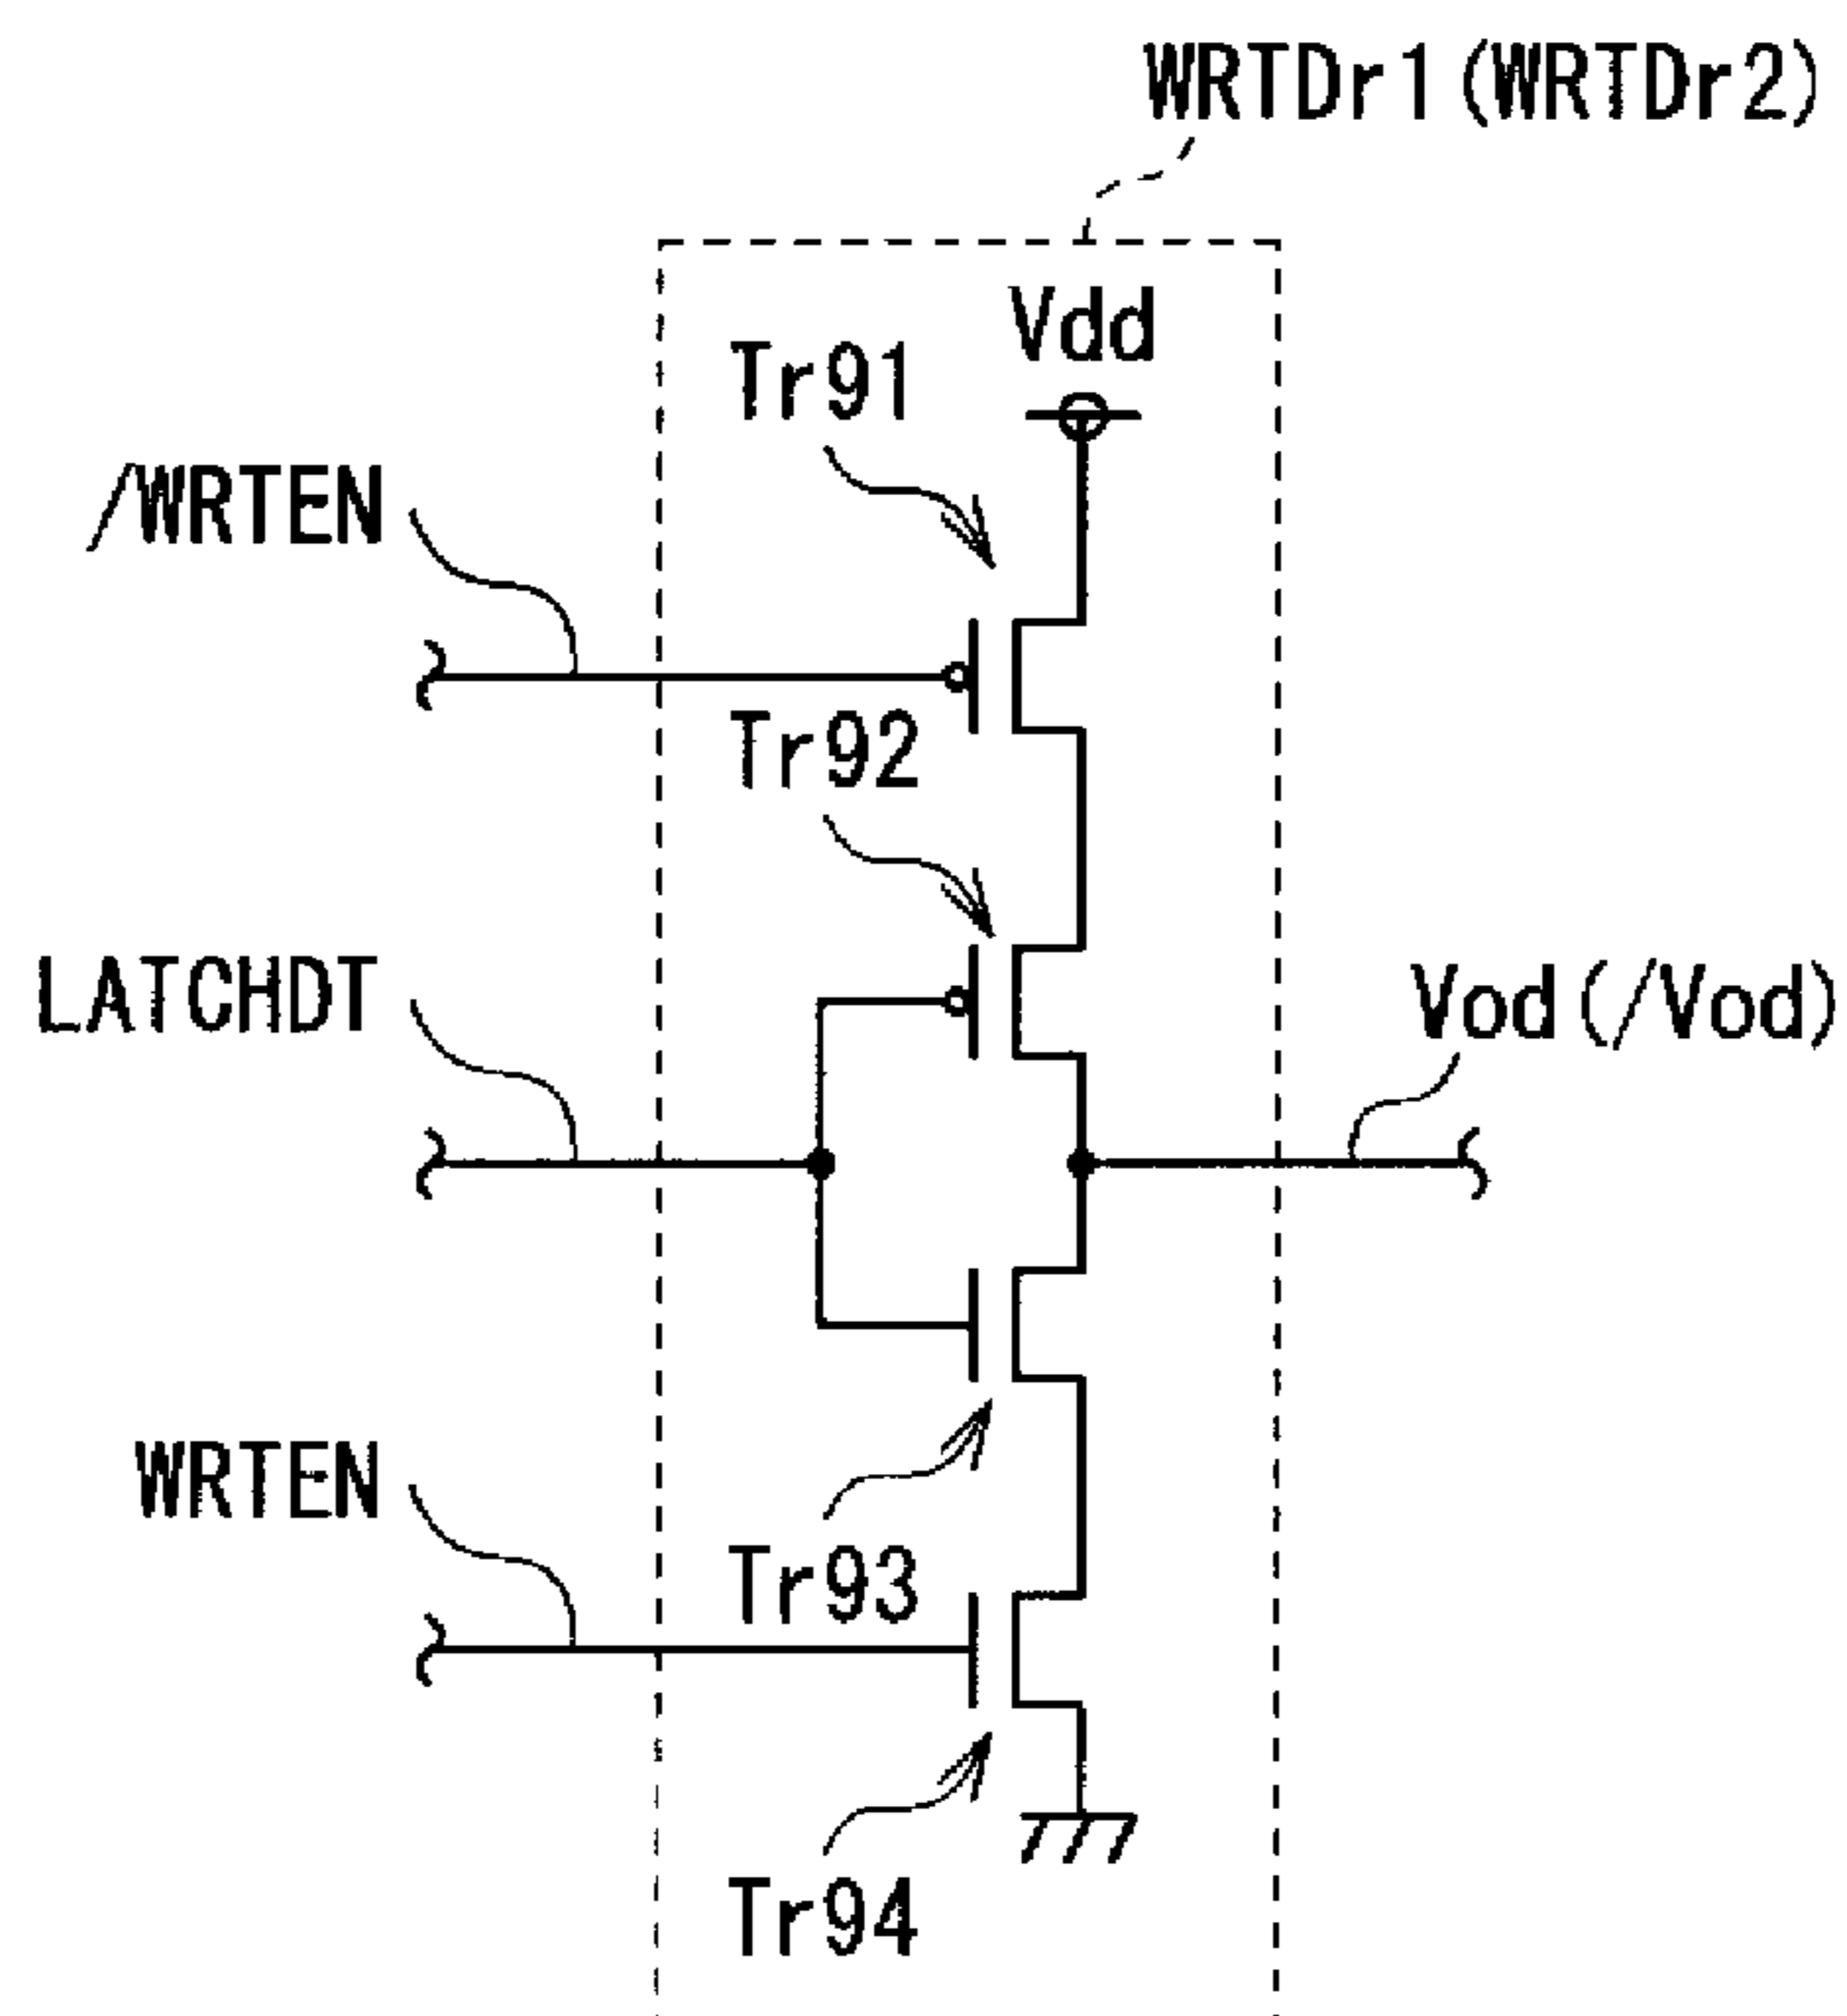 WRTDr1(WRTDr2)
Vdd
Tr91
/WRTEN
Tr92
LATCHDT
Vod(/Vod)
WRTEN
Tr93
Tr94